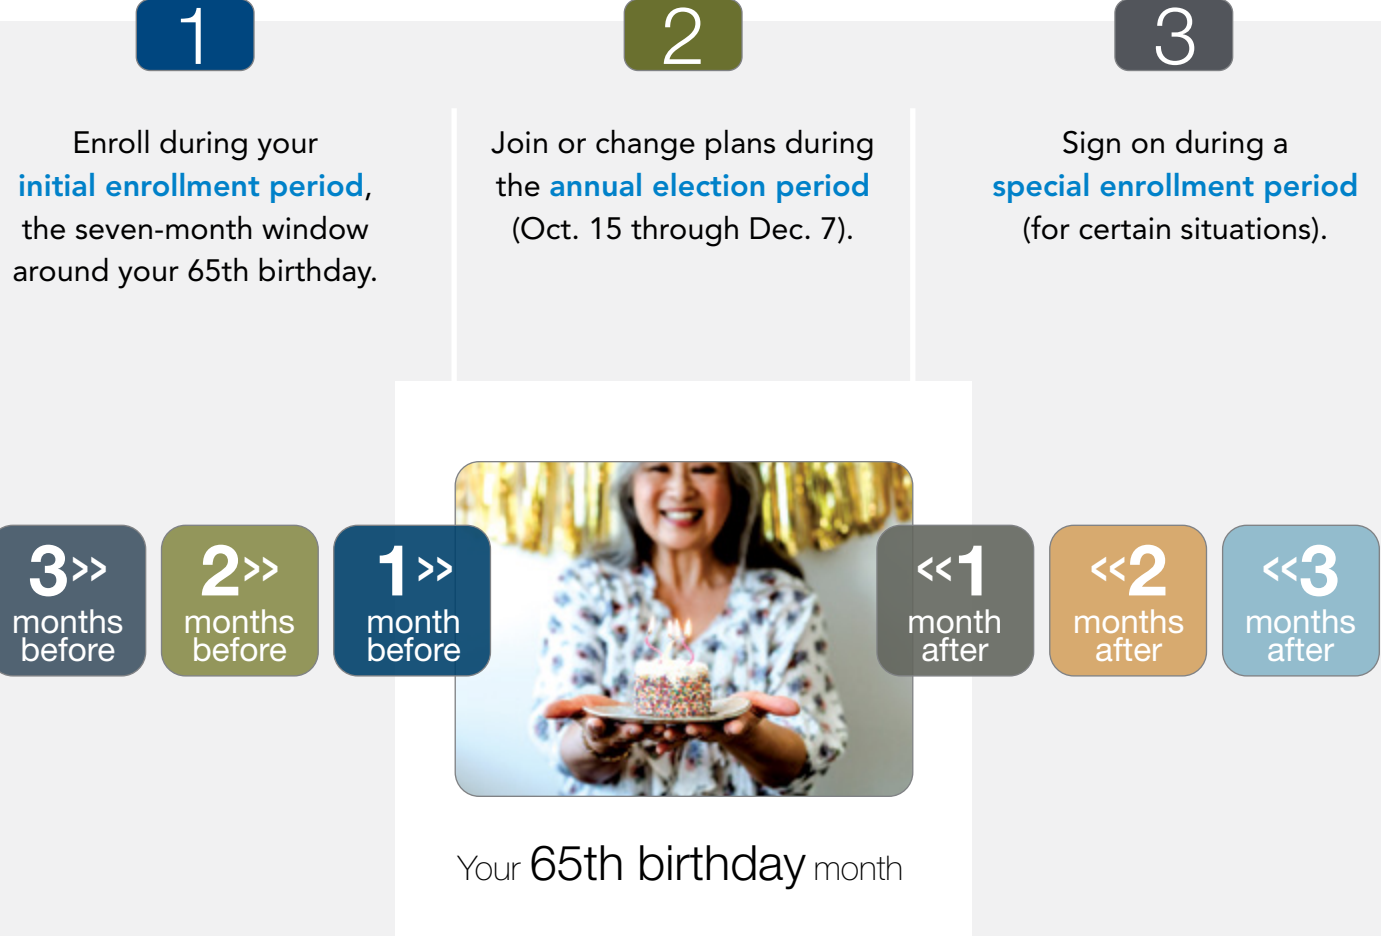 1
Enroll during your
initial enrollment period,
the seven-month window
around your 65th birthday.
2
Join or change plans during
the annual election period
(Oct. 15 through Dec. 7).
3
Sign on during a
special enrollment period
(for certain situations).
3››
months
before
2››
months
before
1››
month
before
‹‹1
month
after
‹‹2
months
after
‹‹3
months
after
Your 65th birthday month